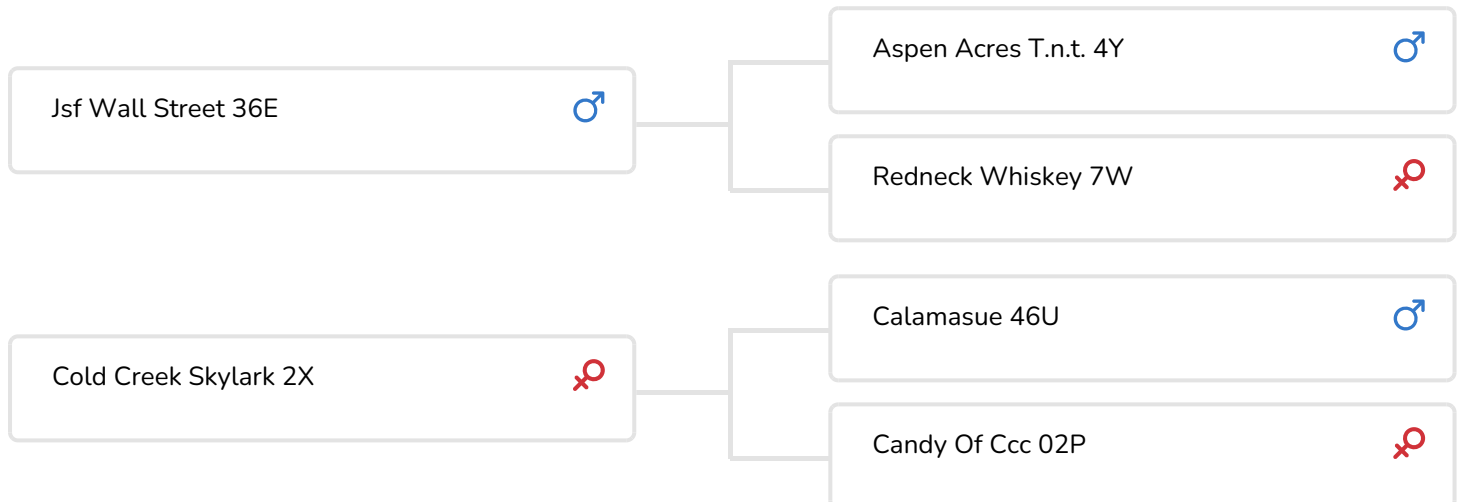 Aspen Acres T.n.t. 4Y
Jsf Wall Street 36E
Redneck Whiskey 7W
Calamasue 46U
Cold Creek Skylark 2X
Candy Of Ccc 02P